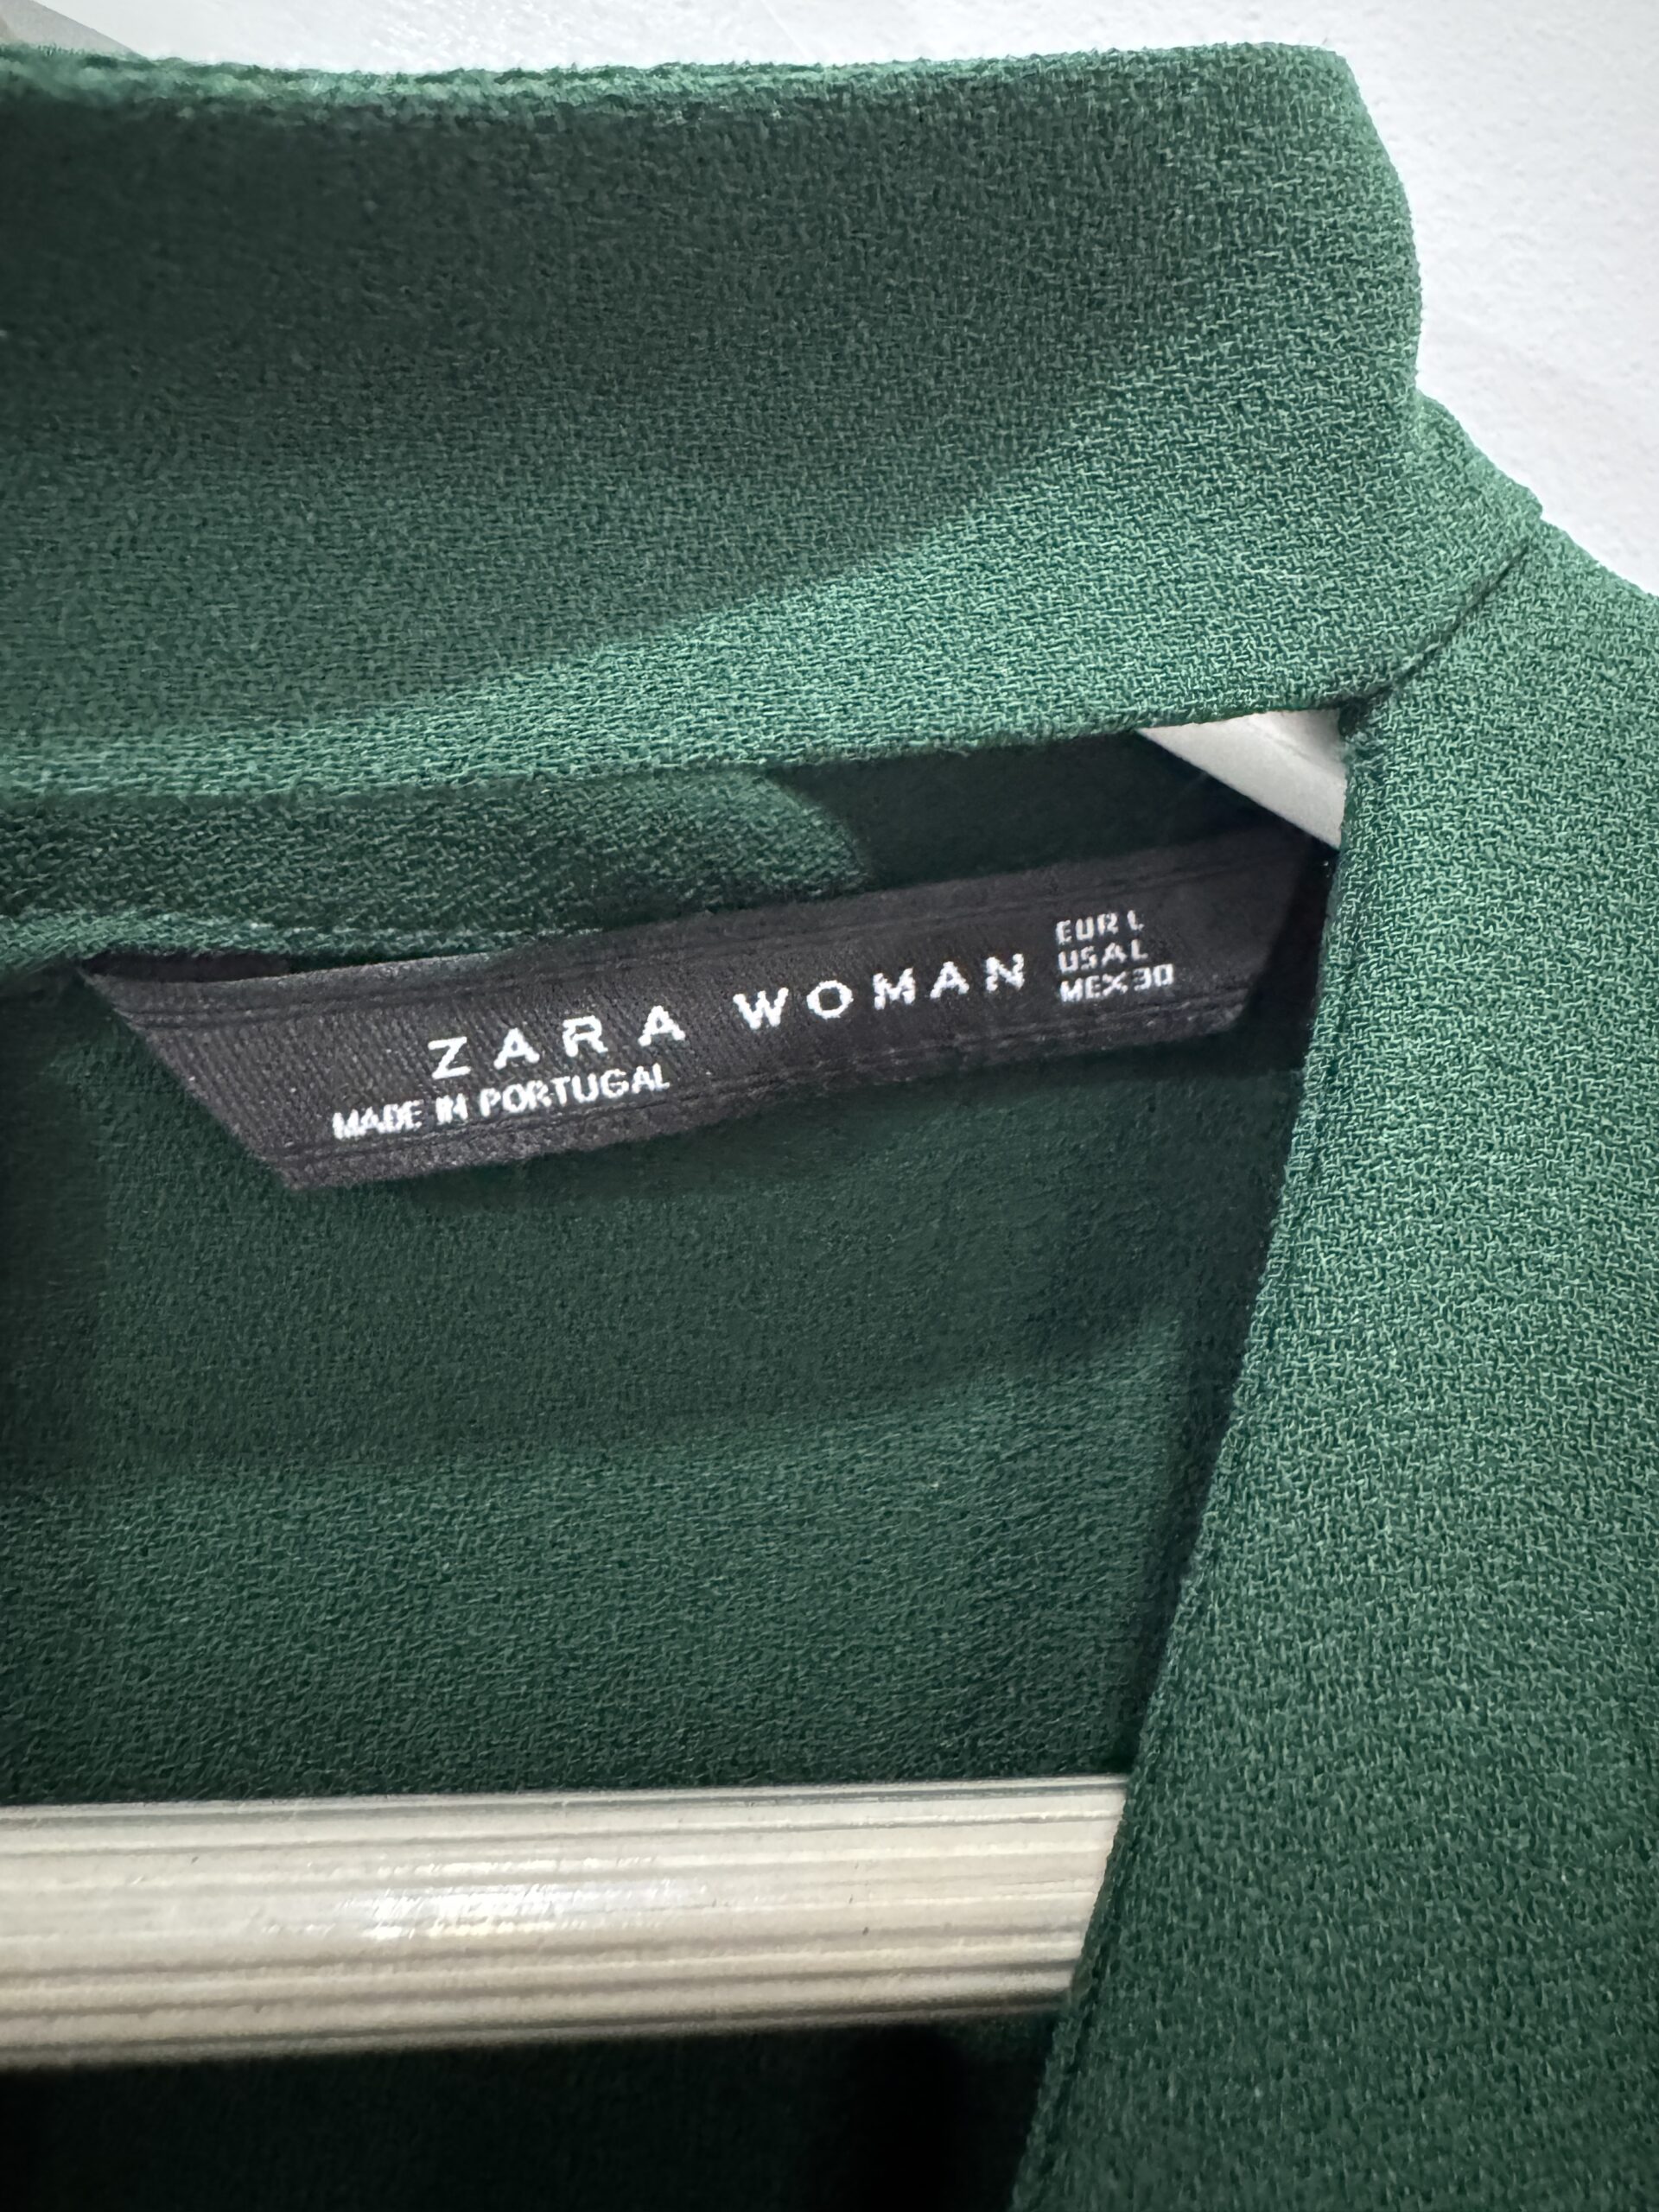 ZARA WOMAN
MADE IN PORTUGAL
EUR L
USA L
MEX 30